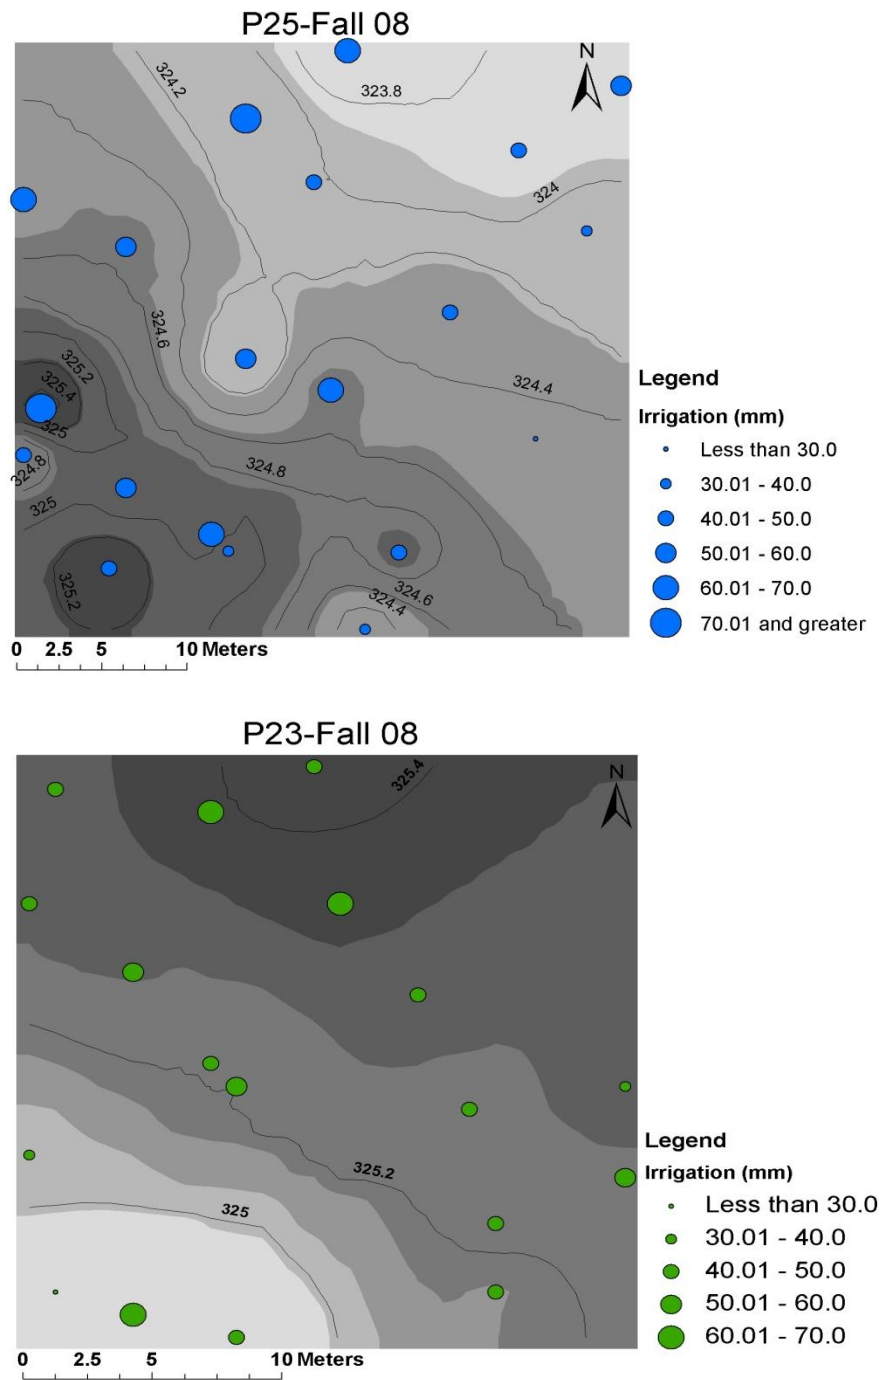 P25-Fall 08
N
324.2
323.8
324
324.6
324.4
325.2
325.4
325
324.8
324.8
325
325.2
324.6
324.4
Legend
Irrigation (mm)
Less than 30.0
30.01 - 40.0
40.01 - 50.0
50.01 - 60.0
60.01 - 70.0
70.01 and greater
0 2.5 5 10 Meters
P23-Fall 08
N
325.4
325.2
325
Legend
Irrigation (mm)
Less than 30.0
30.01 - 40.0
40.01 - 50.0
50.01 - 60.0
60.01 - 70.0
0 2.5 5 10 Meters